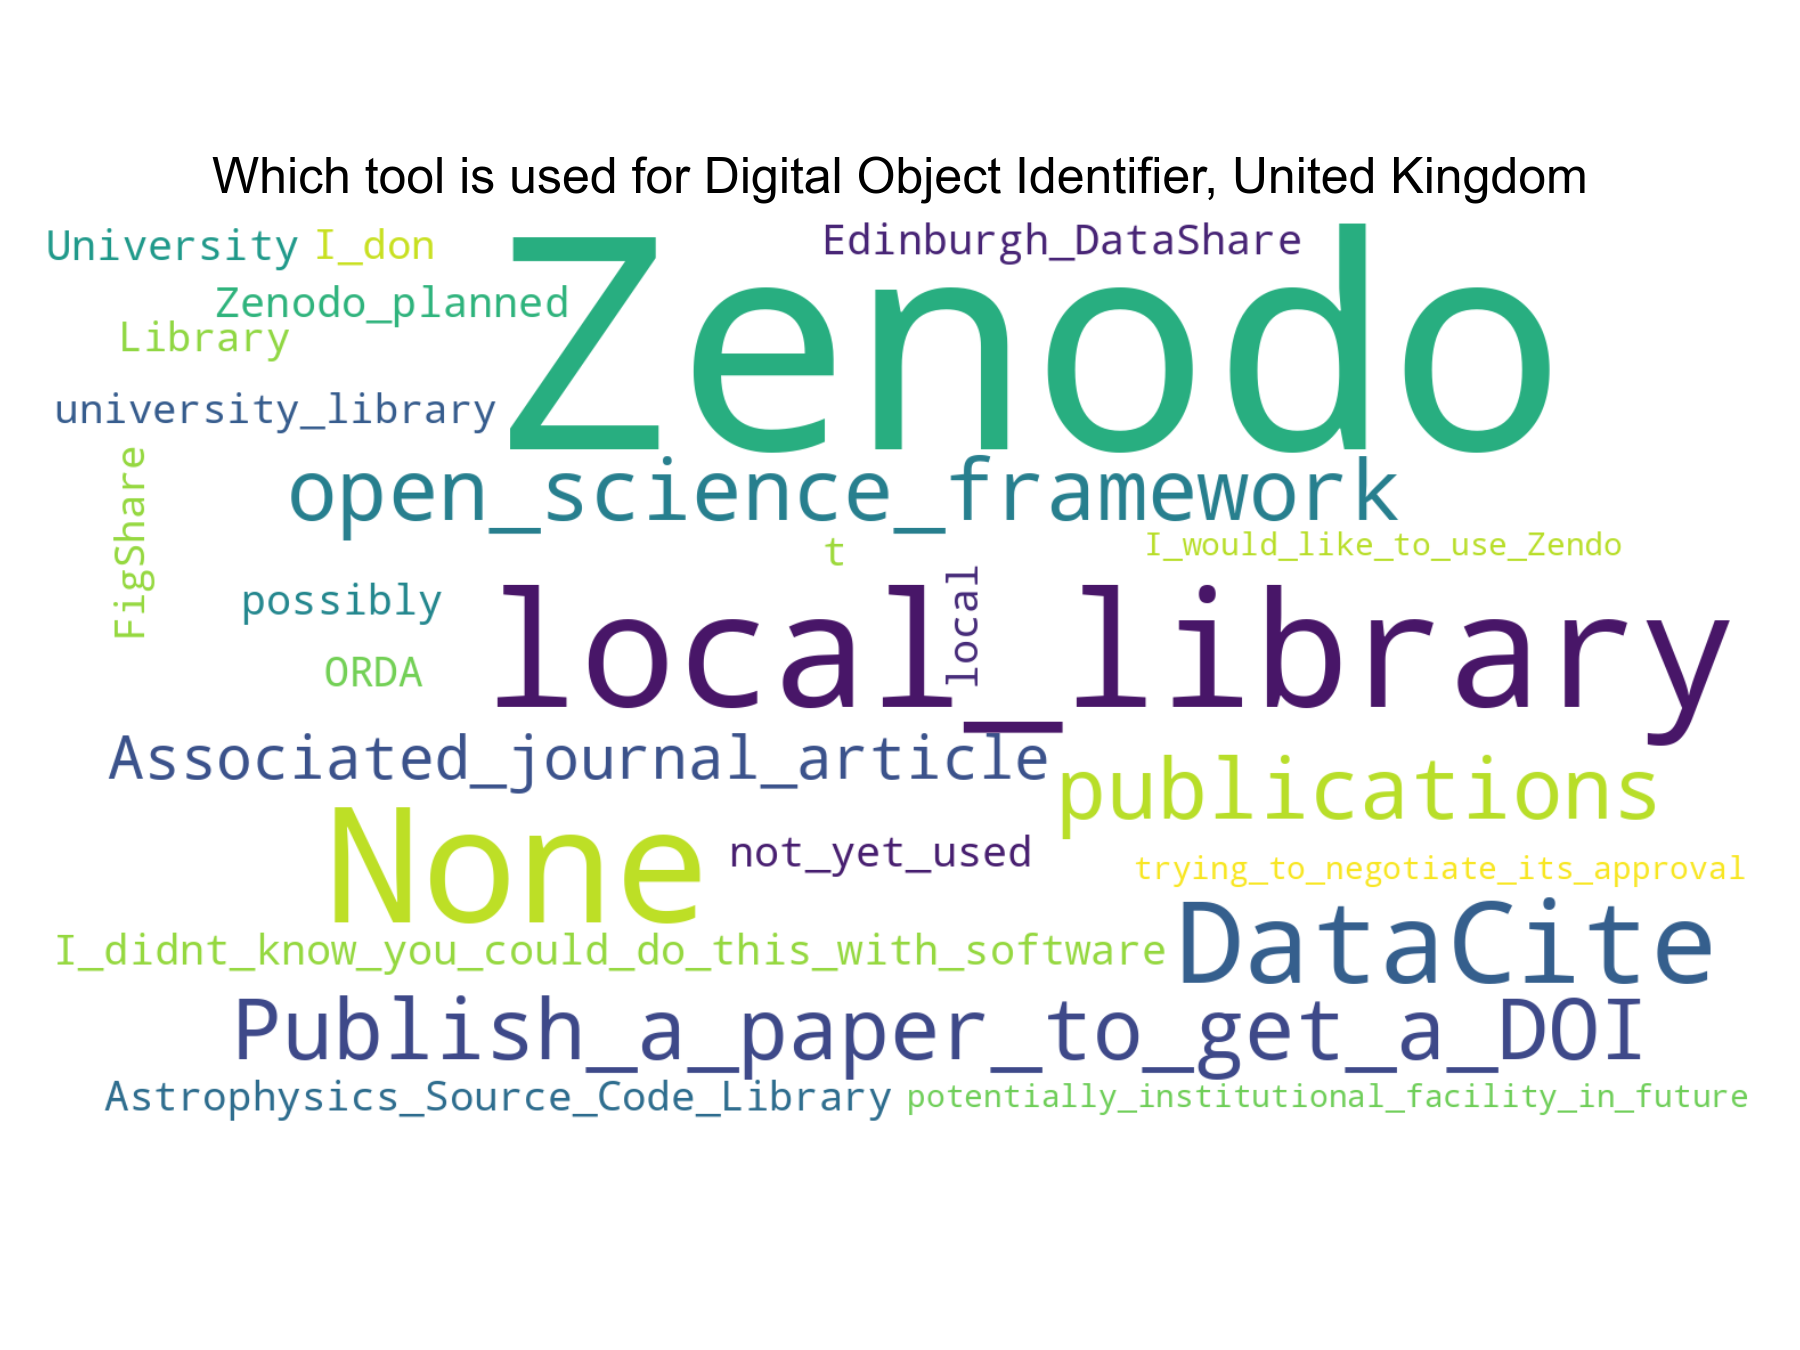 Which tool is used for Digital Object Identifier, United Kingdom
University
I_don
Edinburgh_DataShare
Zenodo
Zenodo_planned
Library
university_library
FigShare
open_science_framework
t
I_would_like_to_use_Zendo
possibly
local
local_library
ORDA
Associated_journal_article
publications
None
not_yet_used
trying_to_negotiate_its_approval
I_didnt_know_you_could_do_this_with_software
DataCite
Publish_a_paper_to_get_a_DOI
Astrophysics_Source_Code_Library
potentially_institutional_facility_in_future